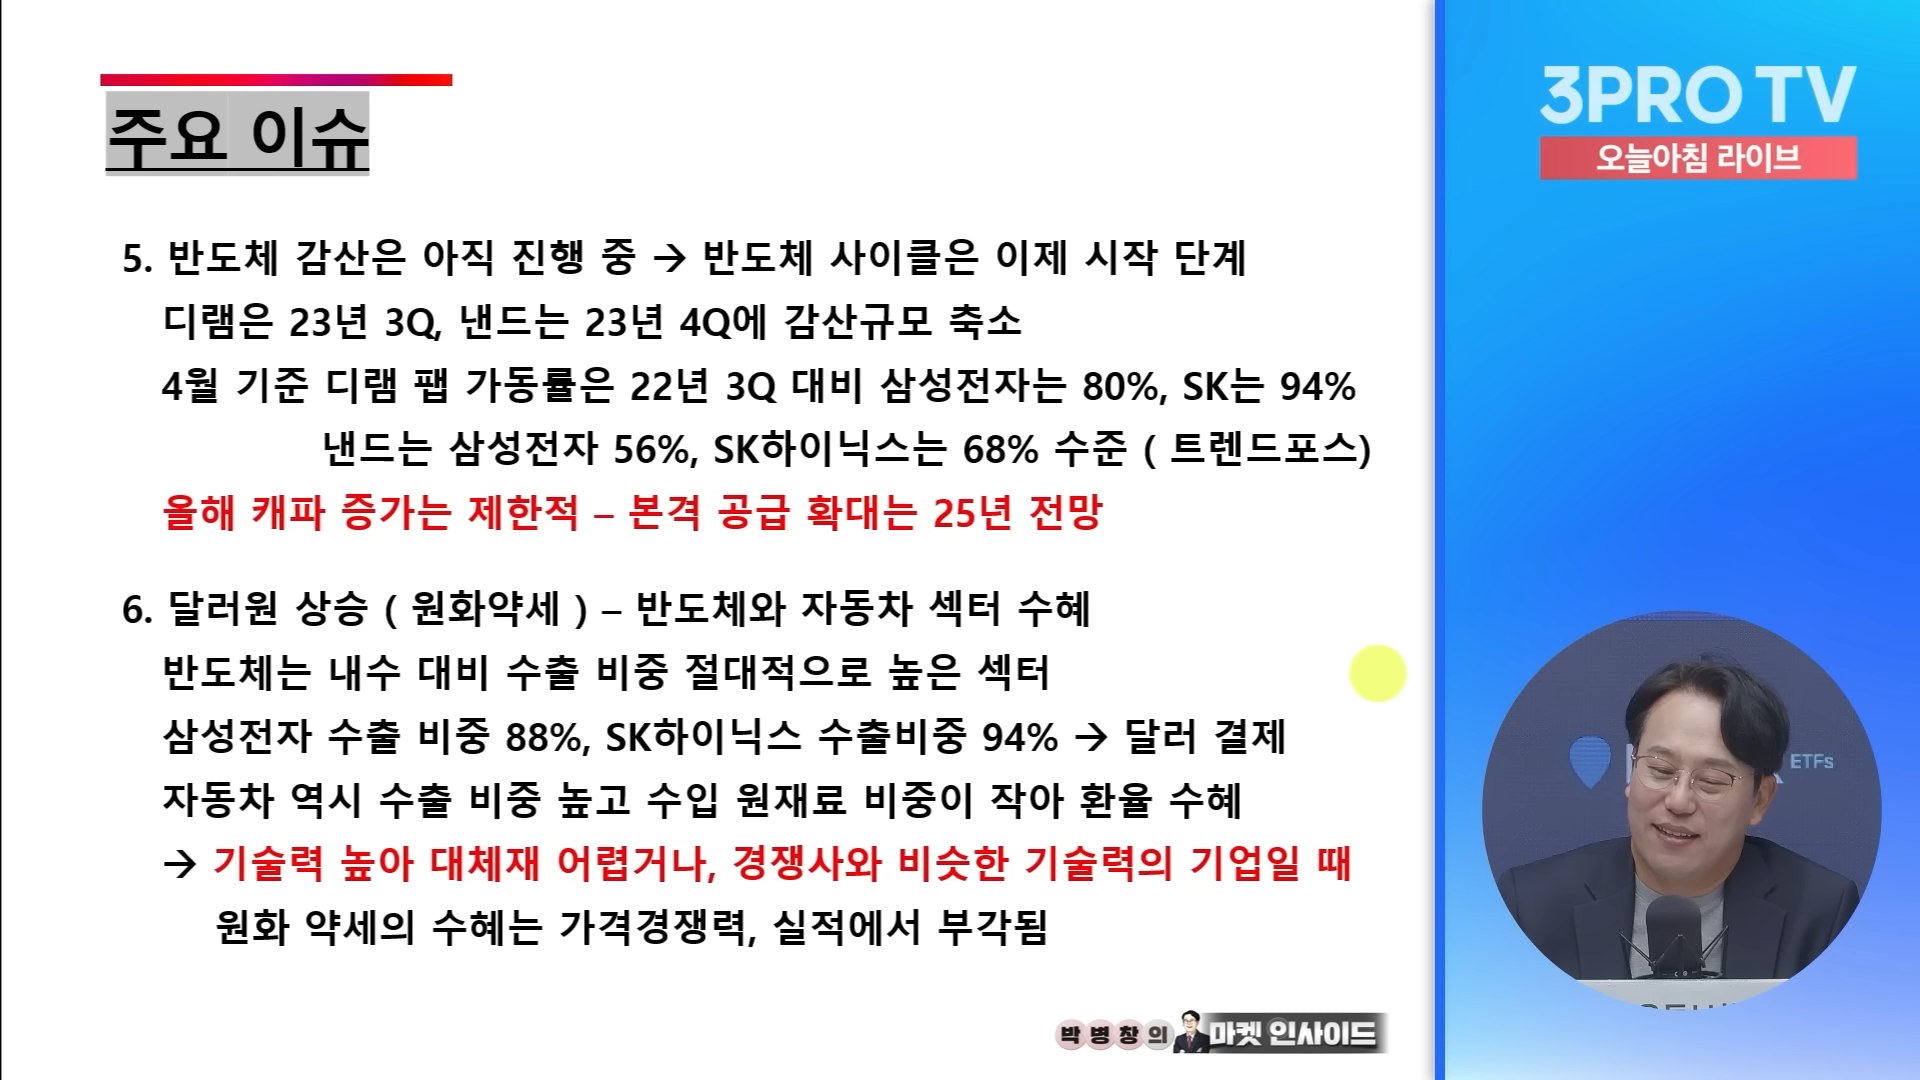 주요 이슈
5. 반도체 감산은 아직 진행 중 → 반도체 사이클은 이제 시작 단계
디램은 23년 3Q, 낸드는 23년 4Q에 감산규모 축소
4월 기준 디램 팹 가동률은 22년 3Q 대비 삼성전자는 80%, SK는 94%
낸드는 삼성전자 56%, SK하이닉스는 68% 수준 ( 트렌드포스)
올해 캐파 증가는 제한적 – 본격 공급 확대는 25년 전망
6. 달러원 상승 ( 원화약세 ) – 반도체와 자동차 섹터 수혜
반도체는 내수 대비 수출 비중 절대적으로 높은 섹터
삼성전자 수출 비중 88%, SK하이닉스 수출비중 94% → 달러 결제
자동차 역시 수출 비중 높고 수입 원재료 비중이 작아 환율 수혜
→ 기술력 높아 대체재 어렵거나, 경쟁사와 비슷한 기술력의 기업일 때
원화 약세의 수혜는 가격경쟁력, 실적에서 부각됨
박병창의 마켓 인사이드
3PRO TV
오늘아침 라이브
ETFs